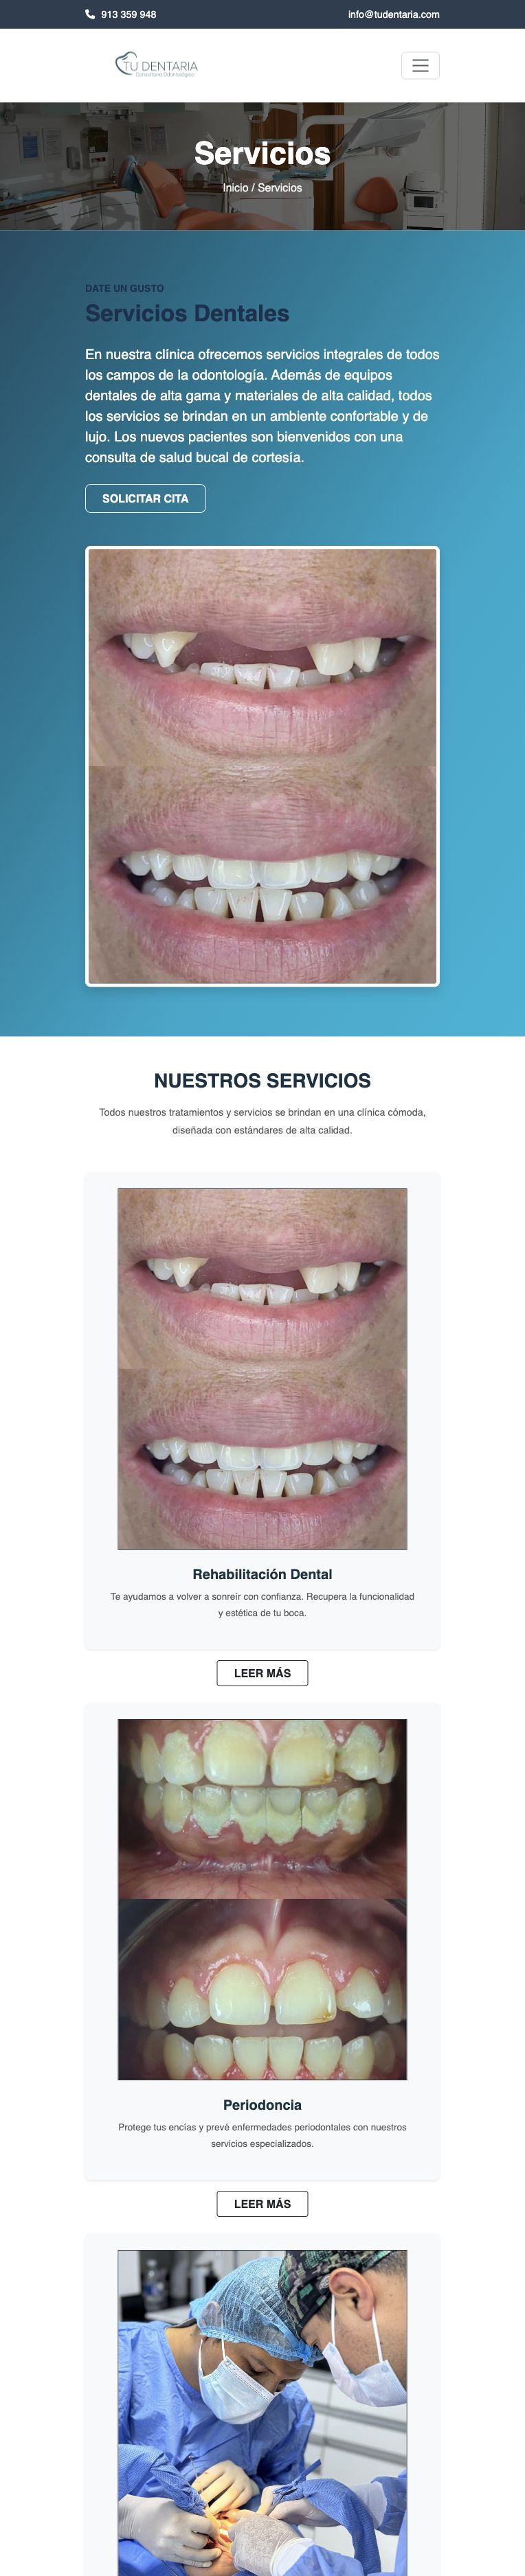 913 359 948
info@tudentaria.com
TU DENTARIA
Consultorio Odontológico
Servicios
Inicio / Servicios
DATE UN GUSTO
Servicios Dentales
En nuestra clínica ofrecemos servicios integrales de todos
los campos de la odontología. Además de equipos
dentales de alta gama y materiales de alta calidad, todos
los servicios se brindan en un ambiente confortable y de
lujo. Los nuevos pacientes son bienvenidos con una
consulta de salud bucal de cortesía.
SOLICITAR CITA
NUESTROS SERVICIOS
Todos nuestros tratamientos y servicios se brindan en una clínica cómoda,
diseñada con estándares de alta calidad.
Rehabilitación Dental
Te ayudamos a volver a sonreír con confianza. Recupera la funcionalidad
y estética de tu boca.
LEER MÁS
Periodoncia
Protege tus encías y prevé enfermedades periodontales con nuestros
servicios especializados.
LEER MÁS